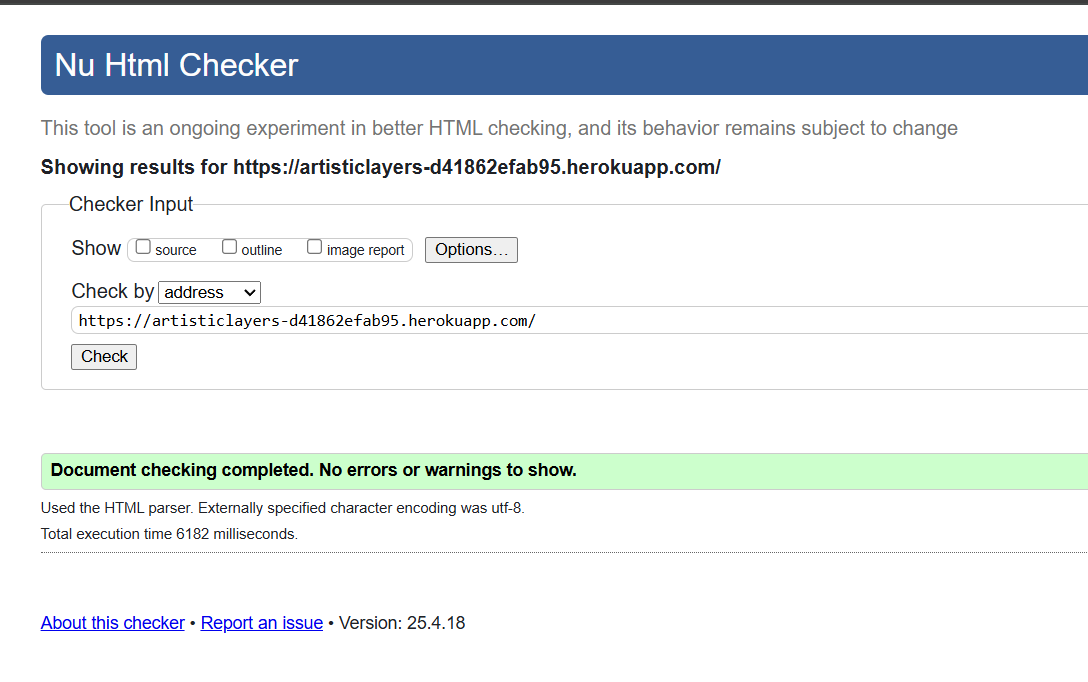 Nu Html Checker
This tool is an ongoing experiment in better HTML checking, and its behavior remains subject to change
Showing results for https://artisticlayers-d41862efab95.herokuapp.com/
Checker Input
Show source outline image report Options...
Check by address
https://artisticlayers-d41862efab95.herokuapp.com/
Check
Document checking completed. No errors or warnings to show.
Used the HTML parser. Externally specified character encoding was utf-8.
Total execution time 6182 milliseconds.
About this checker • Report an issue • Version: 25.4.18